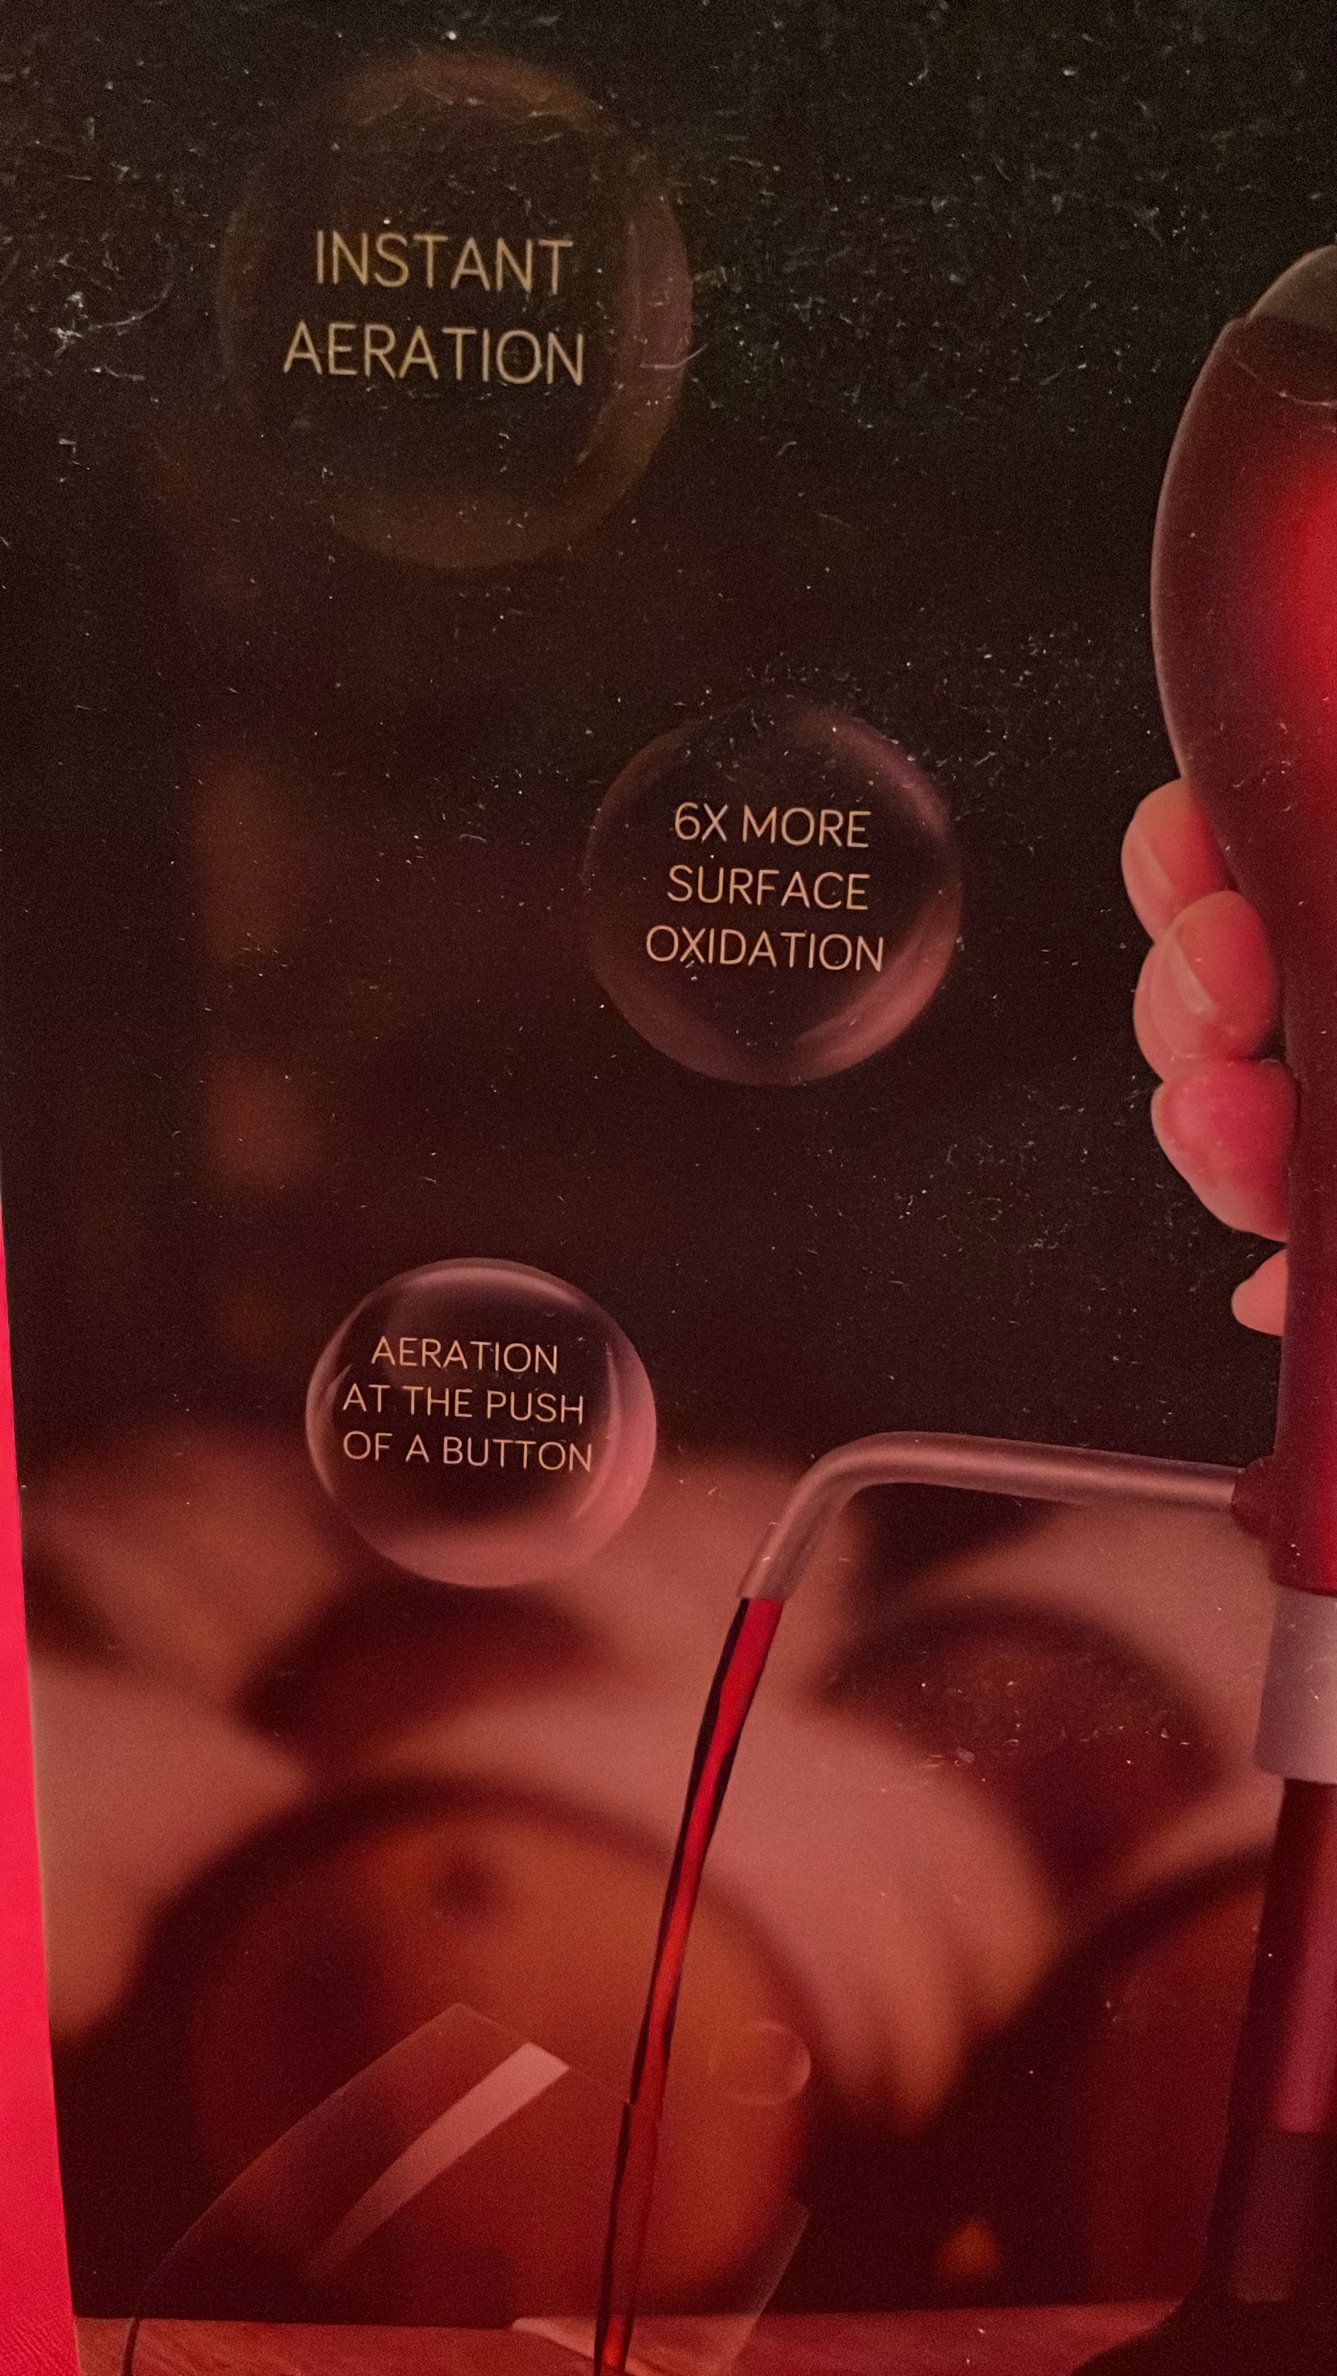 INSTANT
AERATION
6X MORE
SURFACE
OXIDATION
AERATION
AT THE PUSH
OF A BUTTON